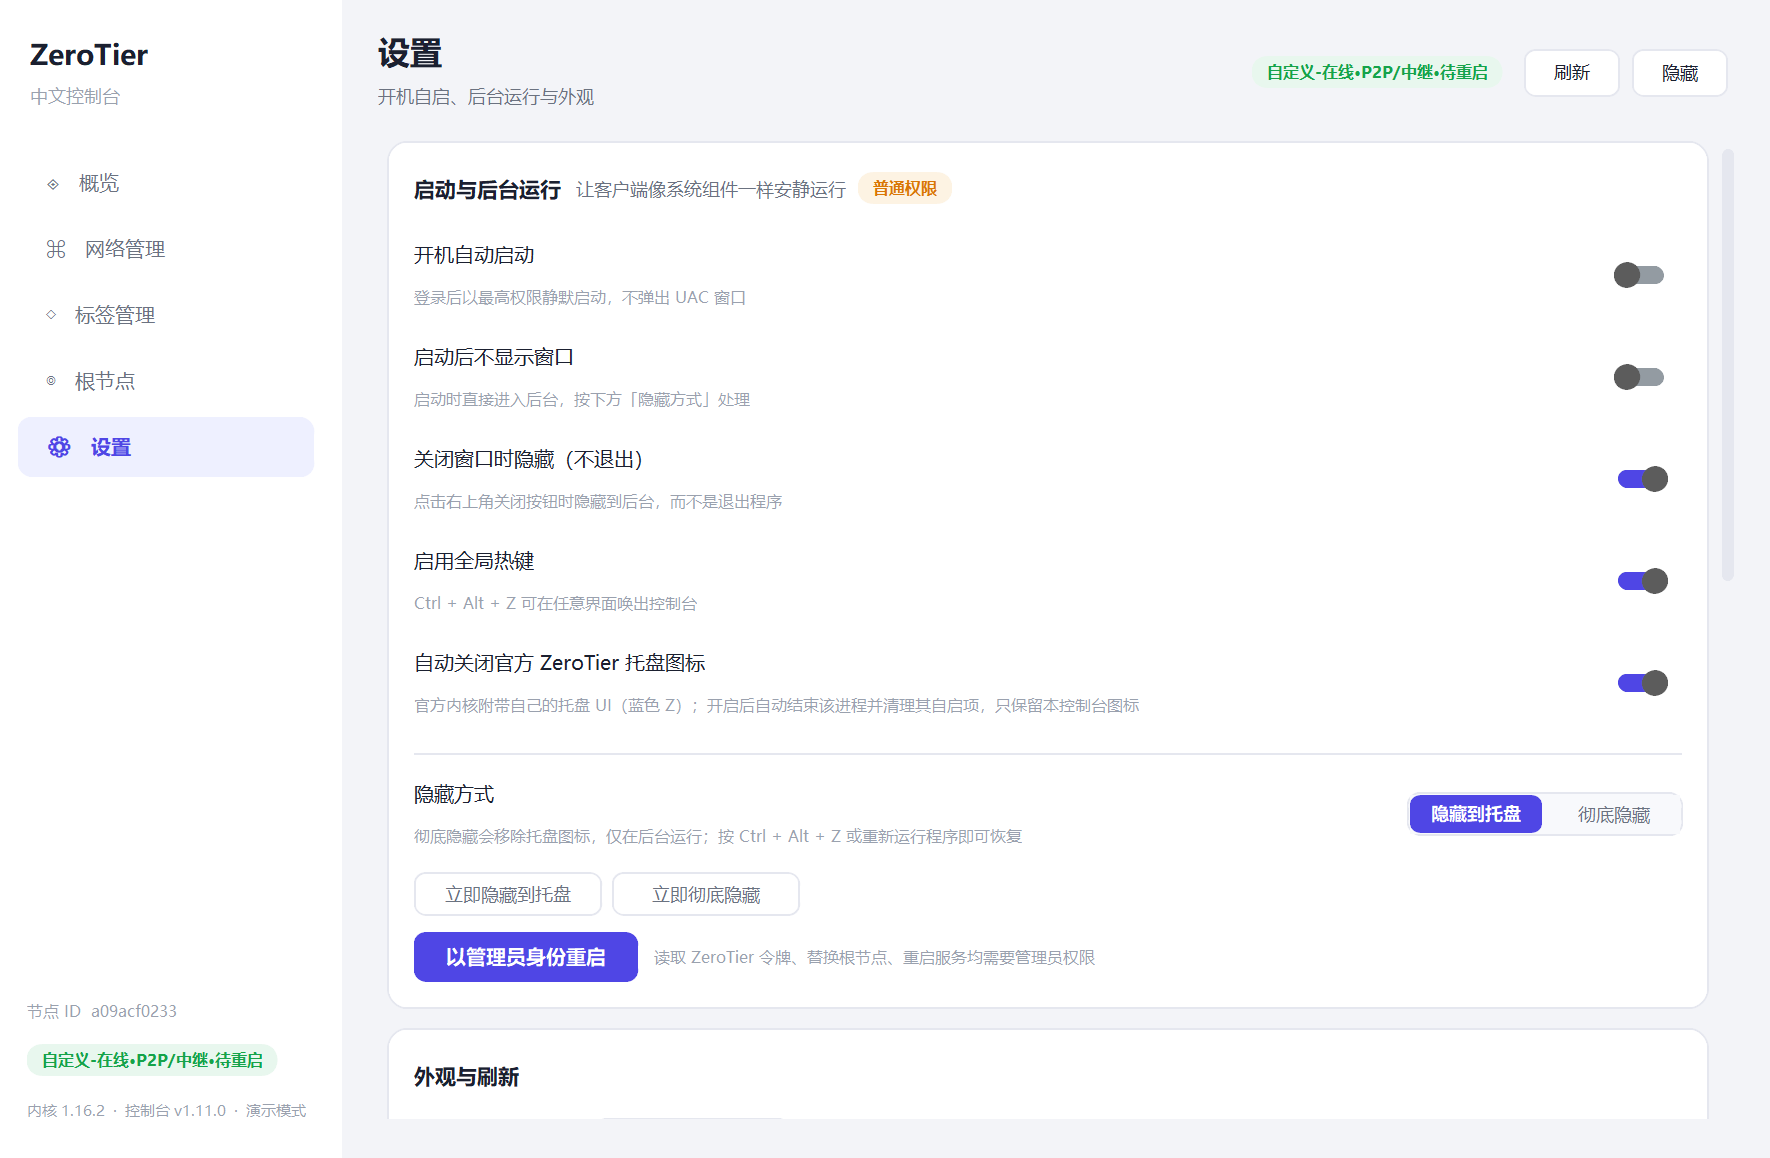 ZeroTier
中文控制台
概览
网络管理
标签管理
根节点
设置
节点 ID a09acf0233
自定义-在线•P2P/中继•待重启
内核 1.16.2 · 控制台 v1.11.0 · 演示模式
设置
开机自启、后台运行与外观
自定义-在线•P2P/中继•待重启
刷新
隐藏
启动与后台运行 让客户端像系统组件一样安静运行 普通权限
开机自动启动
登录后以最高权限静默启动，不弹出 UAC 窗口
启动后不显示窗口
启动时直接进入后台，按下方「隐藏方式」处理
关闭窗口时隐藏（不退出）
点击右上角关闭按钮时隐藏到后台，而不是退出程序
启用全局热键
Ctrl + Alt + Z 可在任意界面唤出控制台
自动关闭官方 ZeroTier 托盘图标
官方内核附带自己的托盘 UI（蓝色 Z）；开启后自动结束该进程并清理其自启项，只保留本控制台图标
隐藏方式
彻底隐藏会移除托盘图标，仅在后台运行；按 Ctrl + Alt + Z 或重新运行程序即可恢复
隐藏到托盘
彻底隐藏
立即隐藏到托盘
立即彻底隐藏
以管理员身份重启
读取 ZeroTier 令牌、替换根节点、重启服务均需要管理员权限
外观与刷新